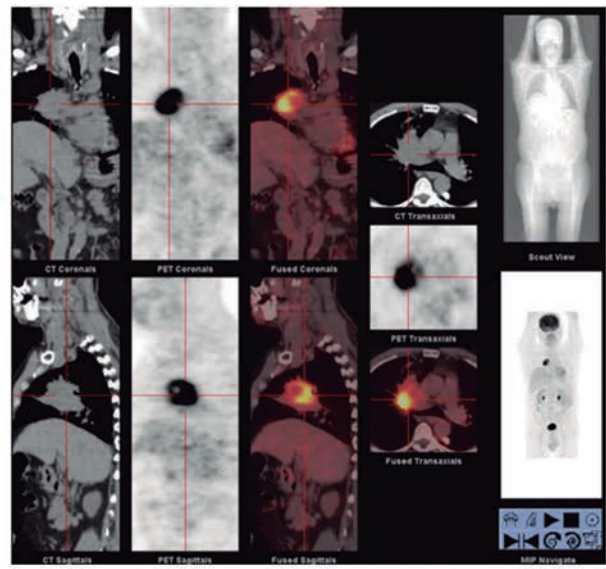 CT Coronals
PET Coronals
Fused Coronals
CT Transaxials
Scout View
PET Transaxials
Fused Transaxials
CT Sagittals
PET Sagittals
Fused Sagittals
MIP Navigate